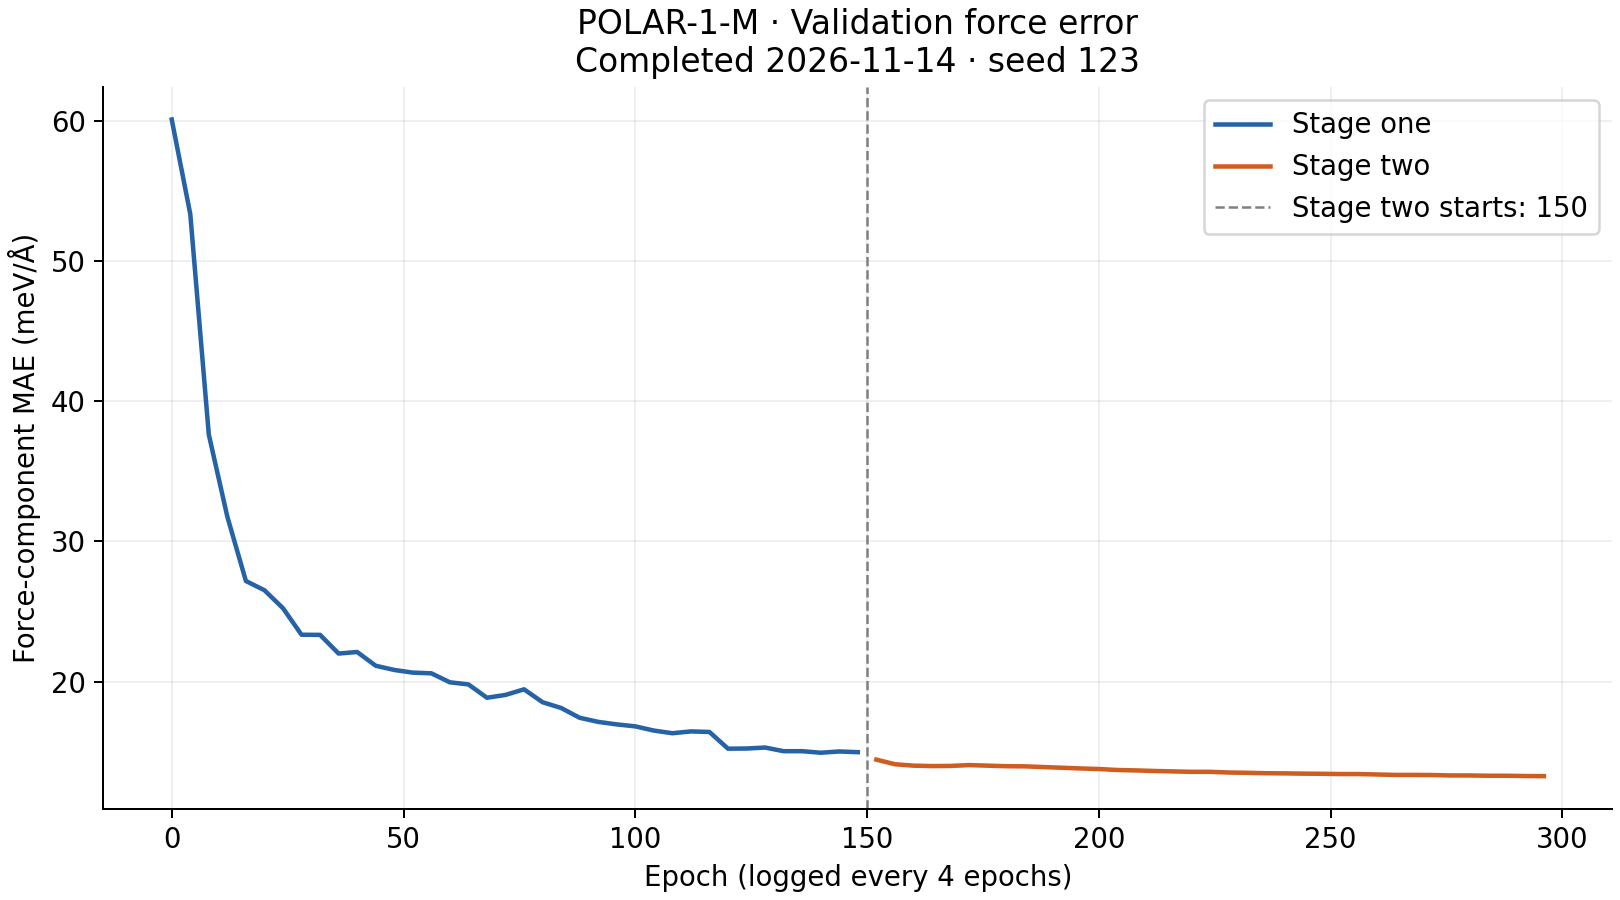 POLAR-1-M · Validation force error
Completed 2026-11-14 · seed 123
Force-component MAE (meV/Å)
60
50
40
30
20
Stage one
Stage two
Stage two starts: 150
0
50
100
150
200
250
300
Epoch (logged every 4 epochs)